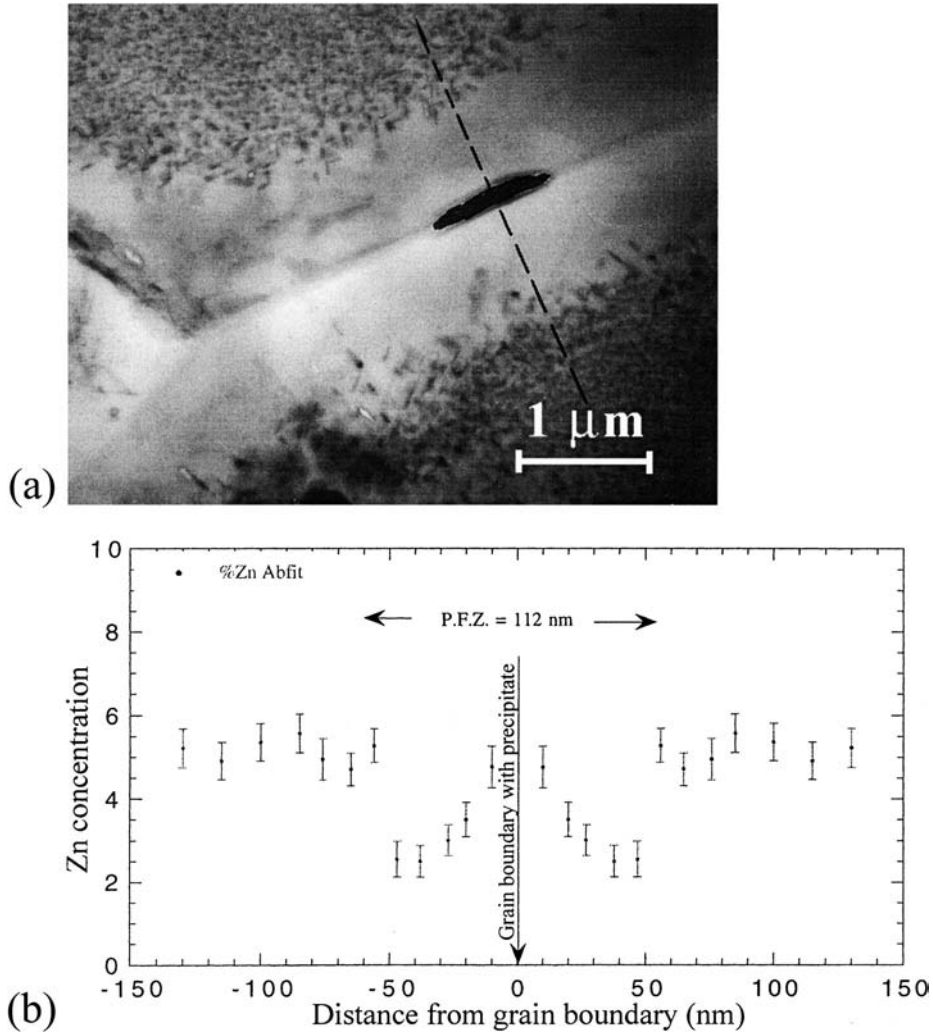 1 μm
(a)
10
8
6
4
2
0
Zn concentration
%Zn Abfit
P.F.Z. = 112 nm
Grain boundary with precipitate
-150
-100
-50
0
50
100
150
Distance from grain boundary (nm)
(b)